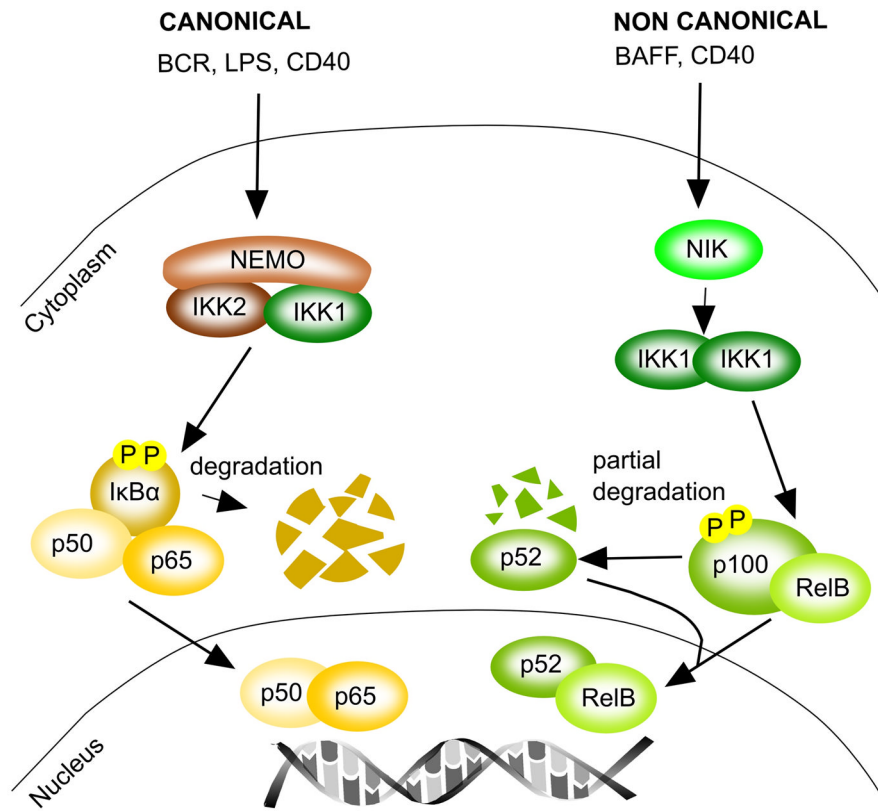 CANONICAL
BCR, LPS, CD40
NON CANONICAL
BAFF, CD40
Cytoplasm
NEMO
IKK2
IKK1
NIK
IKK1
IKK1
P P
IκBα
degradation
p50
p65
partial
degradation
p52
P P
p100
RelB
p50
p65
p52
RelB
Nucleus